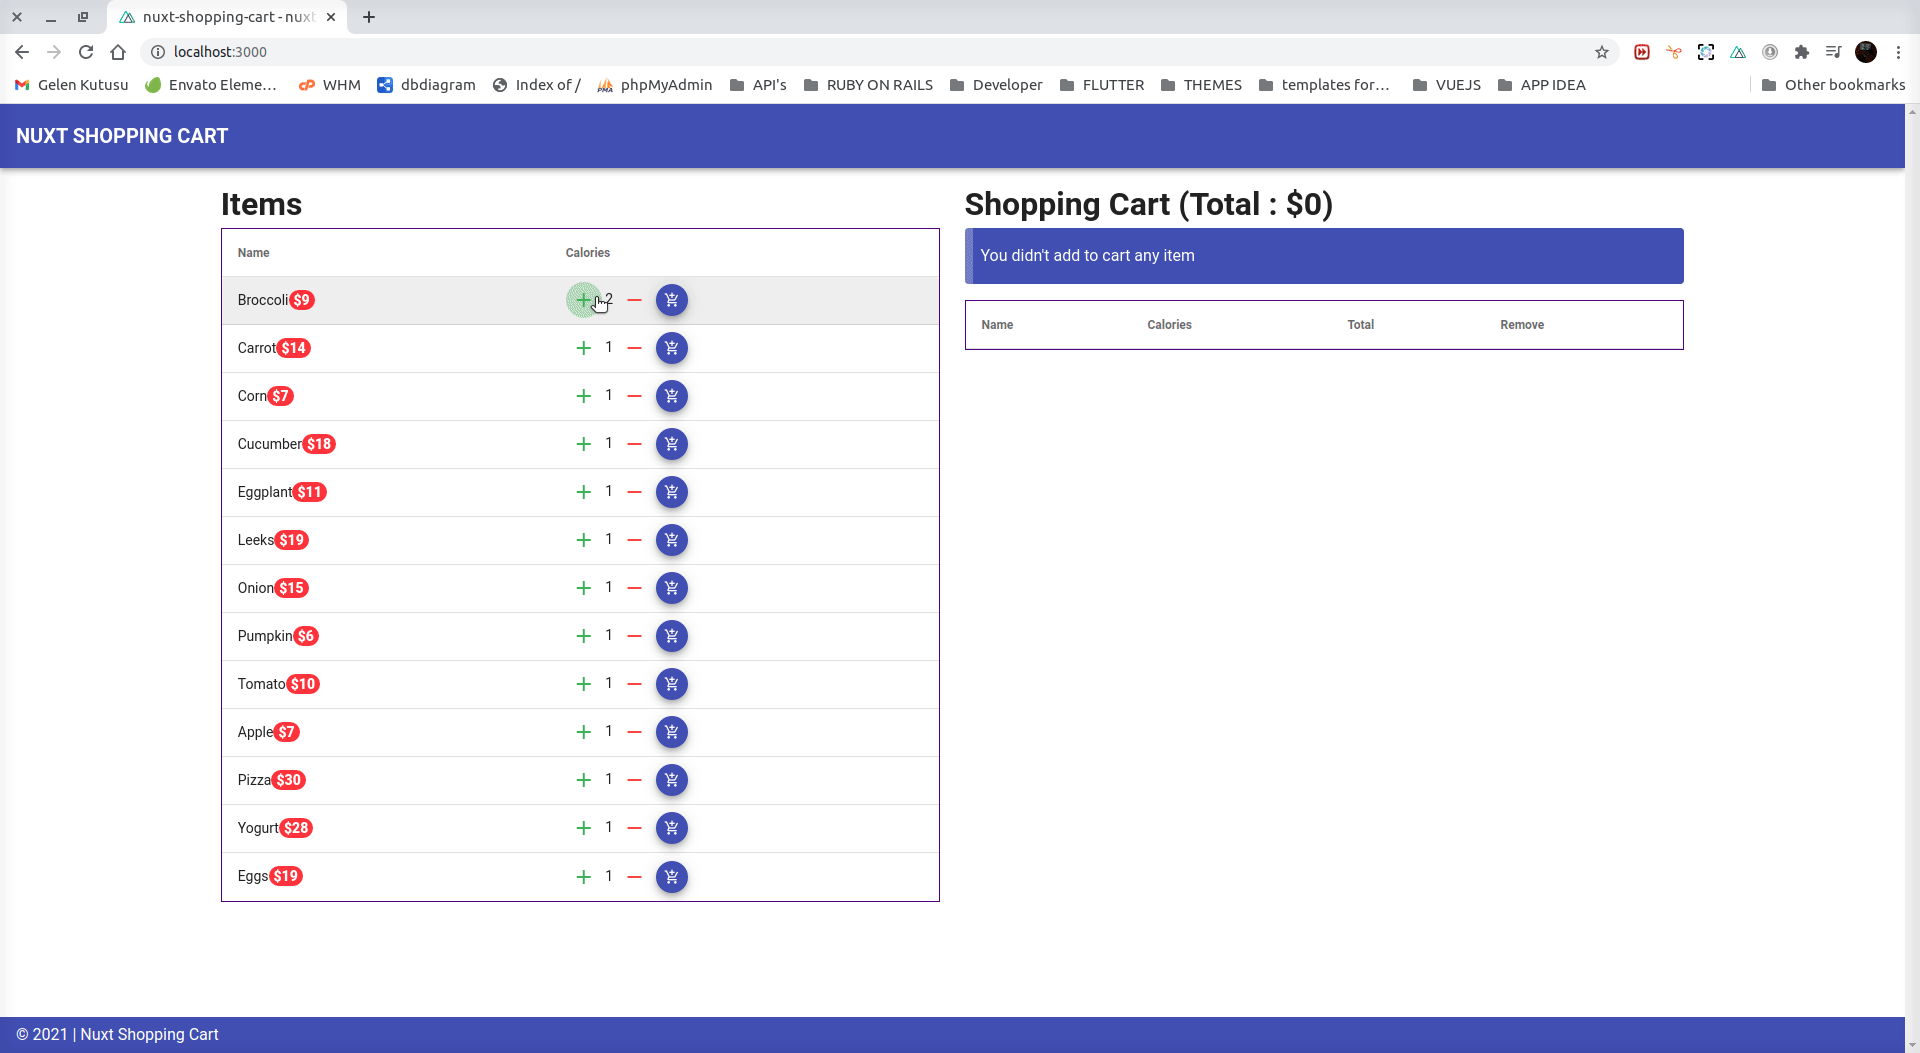 nuxt-shopping-cart - nuxt
localhost:3000
Gelen Kutusu Envato Eleme... WHM dbdiagram Index of / phpMyAdmin API's RUBY ON RAILS Developer FLUTTER THEMES templates for... VUEJS APP IDEA Other bookmarks
NUXT SHOPPING CART
Items
Name Calories
Broccoli $9 2
Carrot $14 1
Corn $7 1
Cucumber $18 1
Eggplant $11 1
Leeks $19 1
Onion $15 1
Pumpkin $6 1
Tomato $10 1
Apple $7 1
Pizza $30 1
Yogurt $28 1
Eggs $19 1
Shopping Cart (Total : $0)
You didn't add to cart any item
Name Calories Total Remove
© 2021 | Nuxt Shopping Cart